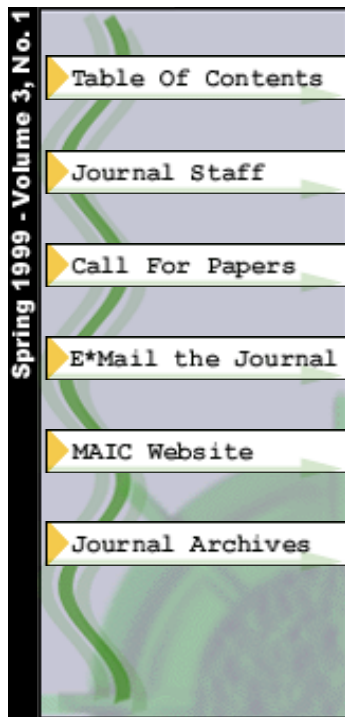 Spring 1999 - Volume 3, No. 1
Table Of Contents
Journal Staff
Call For Papers
E*Mail the Journal
MAIC Website
Journal Archives